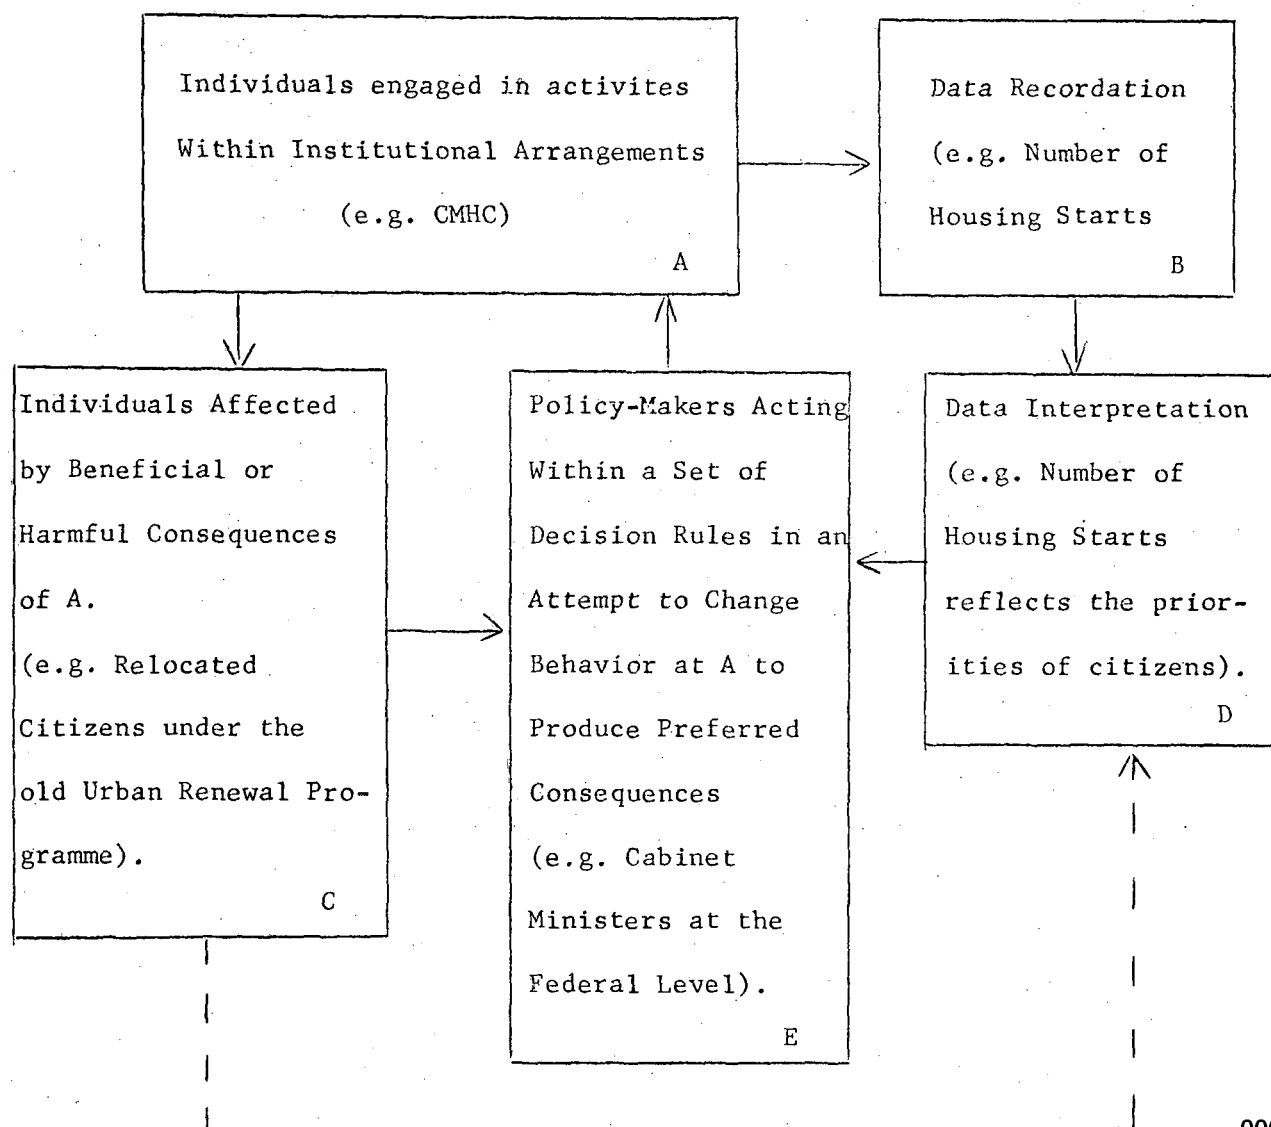 Individuals engaged in activites
Within Institutional Arrangements
(e.g. CMHC)
A
Data Recordation
(e.g. Number of
Housing Starts
B
Individuals Affected
by Beneficial or
Harmful Consequences
of A.
(e.g. Relocated
Citizens under the
old Urban Renewal Pro-
gramme).
C
Policy-Makers Acting
Within a Set of
Decision Rules in an
Attempt to Change
Behavior at A to
Produce Preferred
Consequences
(e.g. Cabinet
Ministers at the
Federal Level).
E
Data Interpretation
(e.g. Number of
Housing Starts
reflects the prior-
ities of citizens).
D